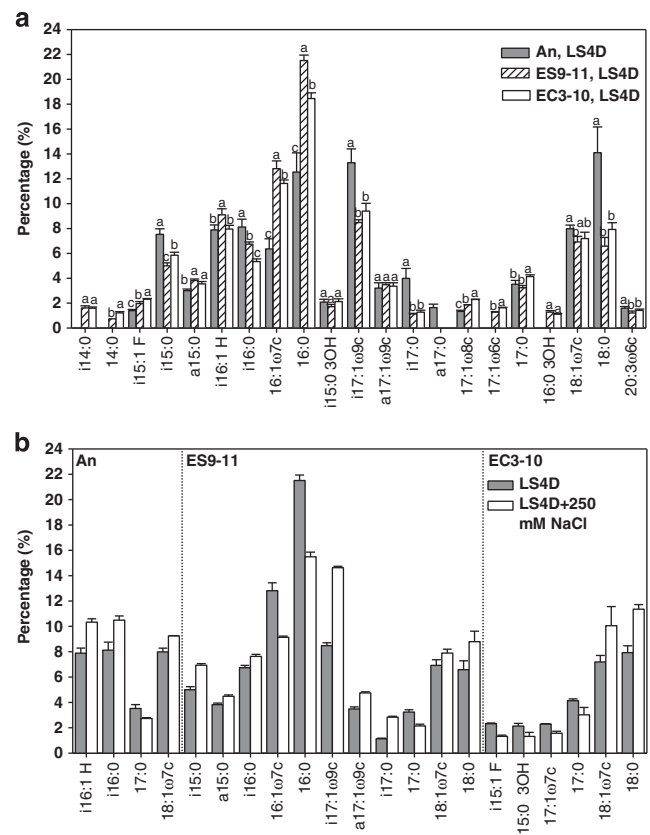 a
24
22
20
18
16
14
12
10
8
6
4
2
0
Percentage (%)
An, LS4D
ES9-11, LS4D
EC3-10, LS4D
a a
b a
c b a
a c b
b a a
b a b
a b c
c a b
c a b
a a a
a b b
a a a
a b b
a
c b a
b a
b b a
a a
a b ab
a b b
a b b
i14:0
14:0
i15:1 F
i15:0
a15:0
i16:1 H
i16:0
16:1ω7c
16:0
i15:0 3OH
i17:1ω9c
a17:1ω9c
i17:0
a17:0
17:1ω8c
17:1ω6c
17:0
16:0 3OH
18:1ω7c
18:0
20:3ω6c
b
24
22
20
18
16
14
12
10
8
6
4
2
0
Percentage (%)
An
ES9-11
EC3-10
LS4D
LS4D+250
mM NaCl
i16:1 H
i16:0
17:0
18:1ω7c
i15:0
a15:0
i16:0
16:1ω7c
16:0
i17:1ω9c
a17:1ω9c
i17:0
17:0
18:1ω7c
18:0
i15:1 F
15:0 3OH
17:1ω7c
17:0
18:1ω7c
18:0